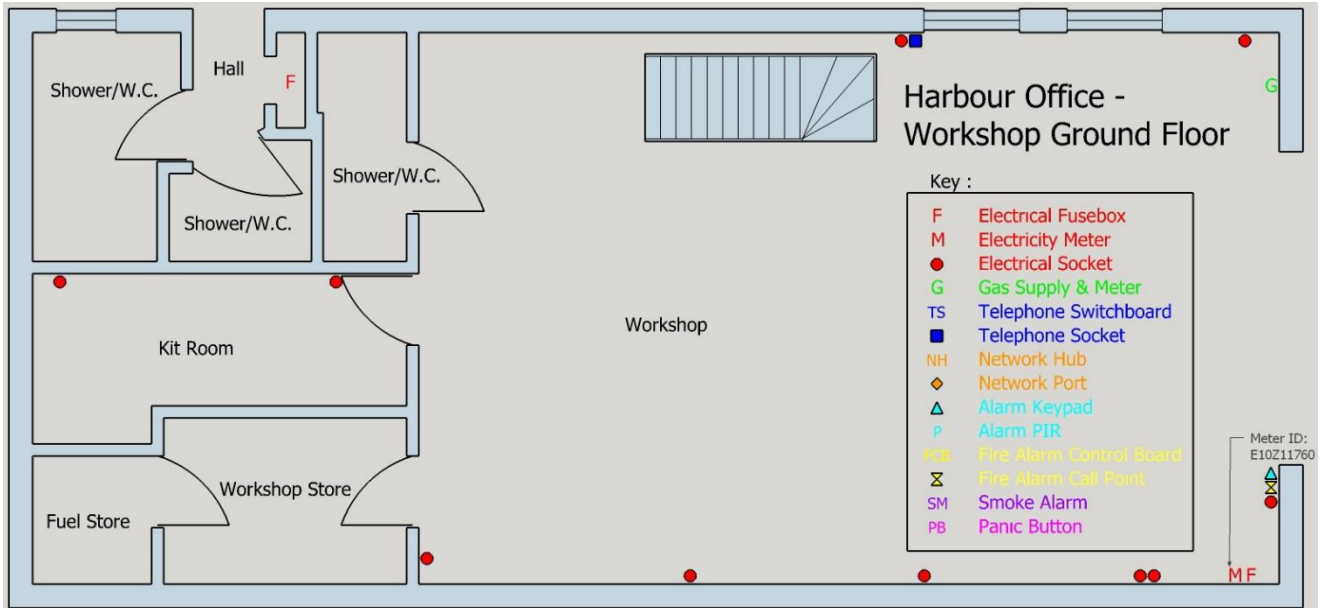 Hall
Shower/W.C.
F
G
Harbour Office -
Workshop Ground Floor
Shower/W.C.
Key :
Shower/W.C.
F Electrical Fusebox
M Electricity Meter
Electrical Socket
G Gas Supply & Meter
TS Telephone Switchboard
Telephone Socket
Workshop
Kit Room
NH Network Hub
Network Port
Alarm Keypad
P Alarm PIR
FCB Fire Alarm Control Board
Fire Alarm Call Point
SM Smoke Alarm
PB Panic Button
Meter ID:
E10Z11760
Workshop Store
Fuel Store
M F